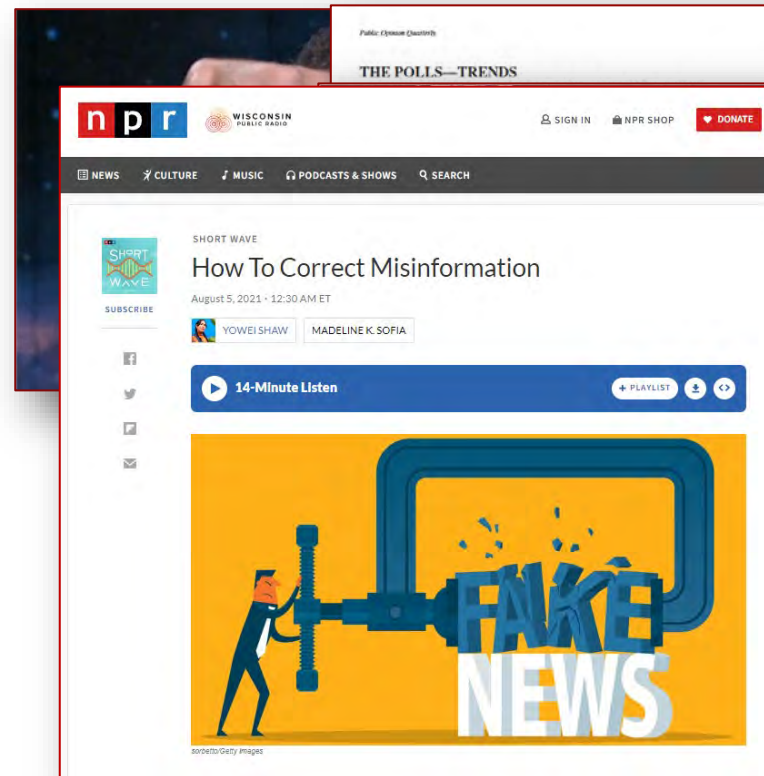 Public Opinion Quarterly
THE POLLS—TRENDS
n p r
WISCONSIN
PUBLIC RADIO
SIGN IN
NPR SHOP
DONATE
NEWS
CULTURE
MUSIC
PODCASTS & SHOWS
SEARCH
npr
SHORT
WAVE
SUBSCRIBE
SHORT WAVE
How To Correct Misinformation
August 5, 2021 · 12:30 AM ET
YOWEI SHAW
MADELINE K. SOFIA
14-Minute Listen
+ PLAYLIST
FAKE
NEWS
sorbetto/Getty Images